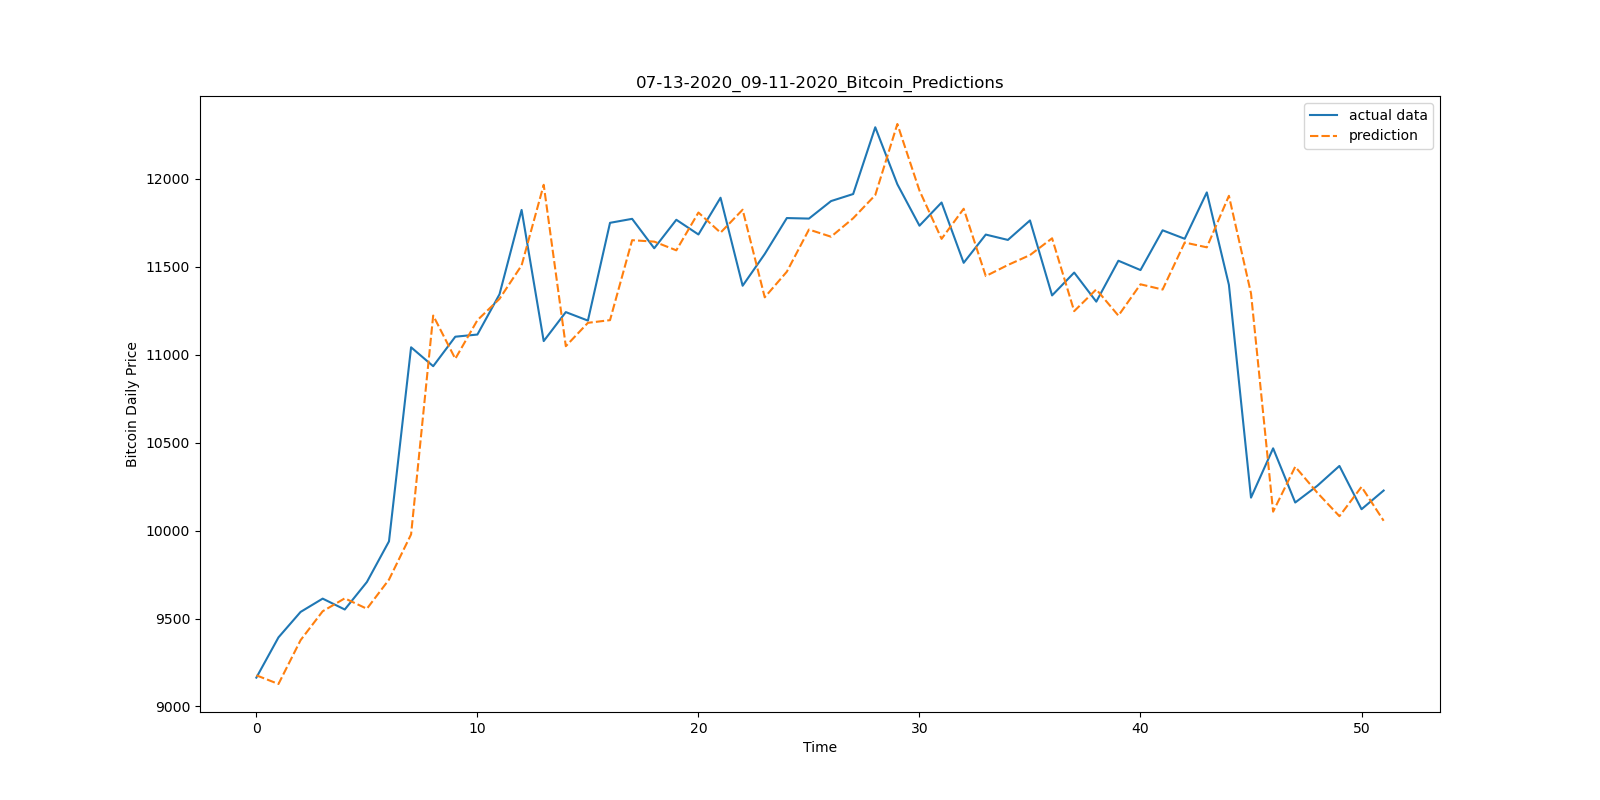 07-13-2020_09-11-2020_Bitcoin_Predictions
actual data
prediction
12000
11500
11000
10500
10000
9500
9000
Bitcoin Daily Price
0 10 20 30 40 50
Time